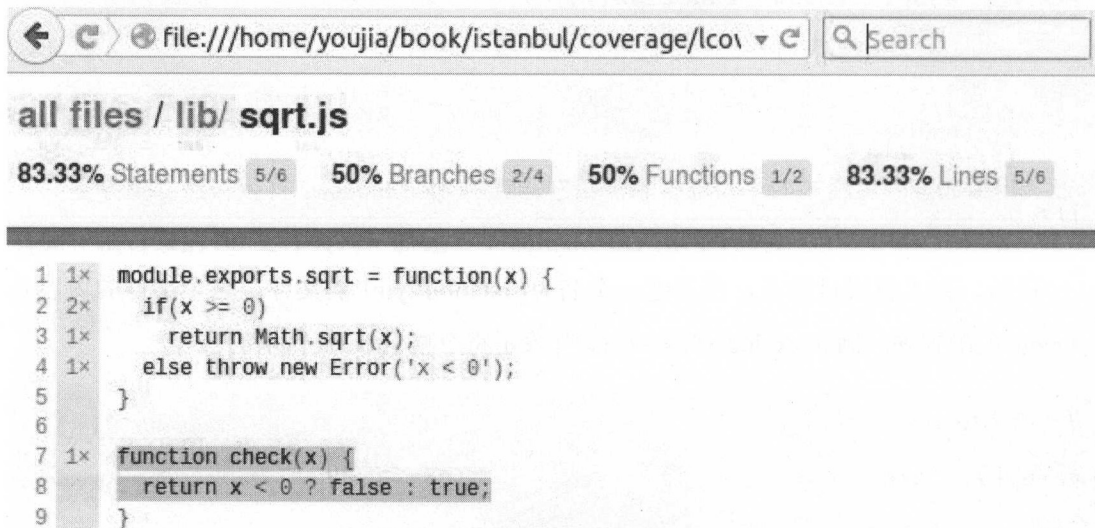 file:///home/youjia/book/istanbul/coverage/lcov Search
all files / lib/ sqrt.js
83.33% Statements 5/6 50% Branches 2/4 50% Functions 1/2 83.33% Lines 5/6
1 1× module.exports.sqrt = function(x) {
2 2× if(x >= 0)
3 1× return Math.sqrt(x);
4 1× else throw new Error('x < 0');
5 }
6
7 1× function check(x) {
8 return x < 0 ? false : true;
9 }